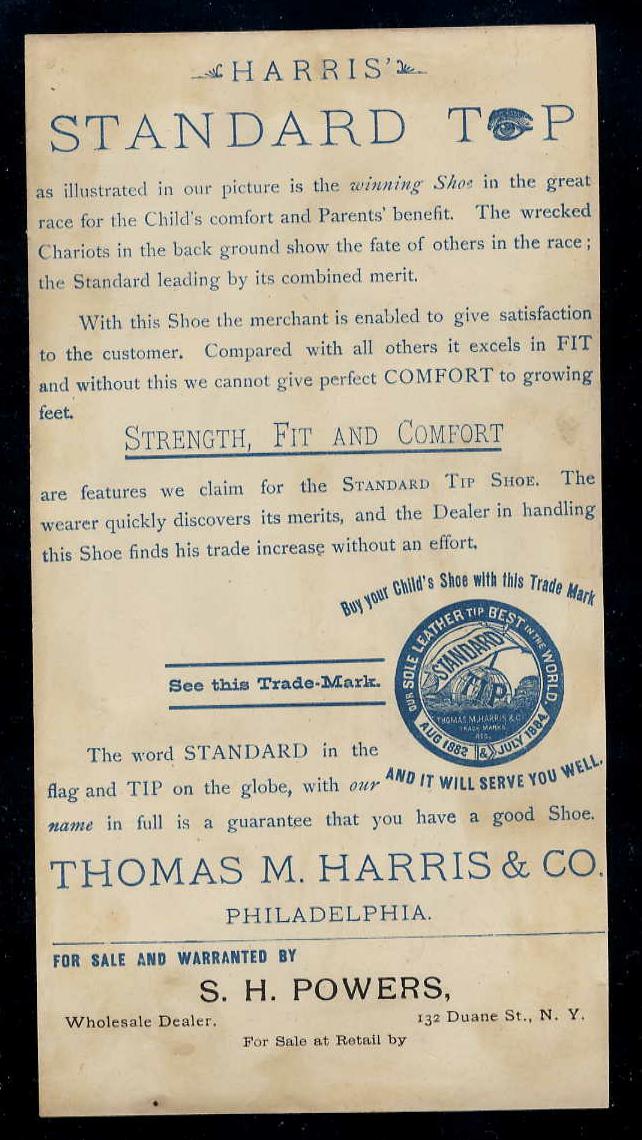 HARRIS'
STANDARD T👁P
as illustrated in our picture is the winning Shoe in the great
race for the Child's comfort and Parents' benefit. The wrecked
Chariots in the back ground show the fate of others in the race;
the Standard leading by its combined merit.
With this Shoe the merchant is enabled to give satisfaction
to the customer. Compared with all others it excels in FIT
and without this we cannot give perfect COMFORT to growing
feet.
STRENGTH, FIT AND COMFORT
are features we claim for the STANDARD TIP SHOE. The
wearer quickly discovers its merits, and the Dealer in handling
this Shoe finds his trade increase without an effort.
Buy your Child's Shoe with this Trade Mark
OUR SOLE LEATHER TIP BEST IN THE WORLD.
STANDARD
TIP
THOMAS M. HARRIS & CO
TRADE MARKS
REG.
AUG 1882 & JULY 1884
AND IT WILL SERVE YOU WELL.
See this Trade-Mark.
The word STANDARD in the
flag and TIP on the globe, with our
name in full is a guarantee that you have a good Shoe.
THOMAS M. HARRIS & CO.
PHILADELPHIA.
FOR SALE AND WARRANTED BY
S. H. POWERS,
Wholesale Dealer. 132 Duane St., N. Y.
For Sale at Retail by